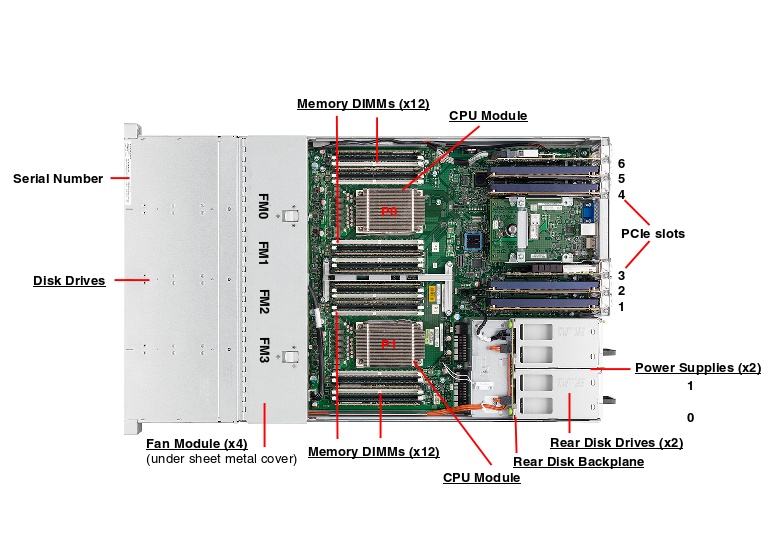 Memory DIMMs (x12)
CPU Module
Serial Number
6
5
4
P0
FM0
PCIe slots
FM1
Disk Drives
3
2
1
FM2
P1
FM3
Power Supplies (x2)
1
0
Fan Module (x4)
(under sheet metal cover)
Memory DIMMs (x12)
Rear Disk Drives (x2)
Rear Disk Backplane
CPU Module